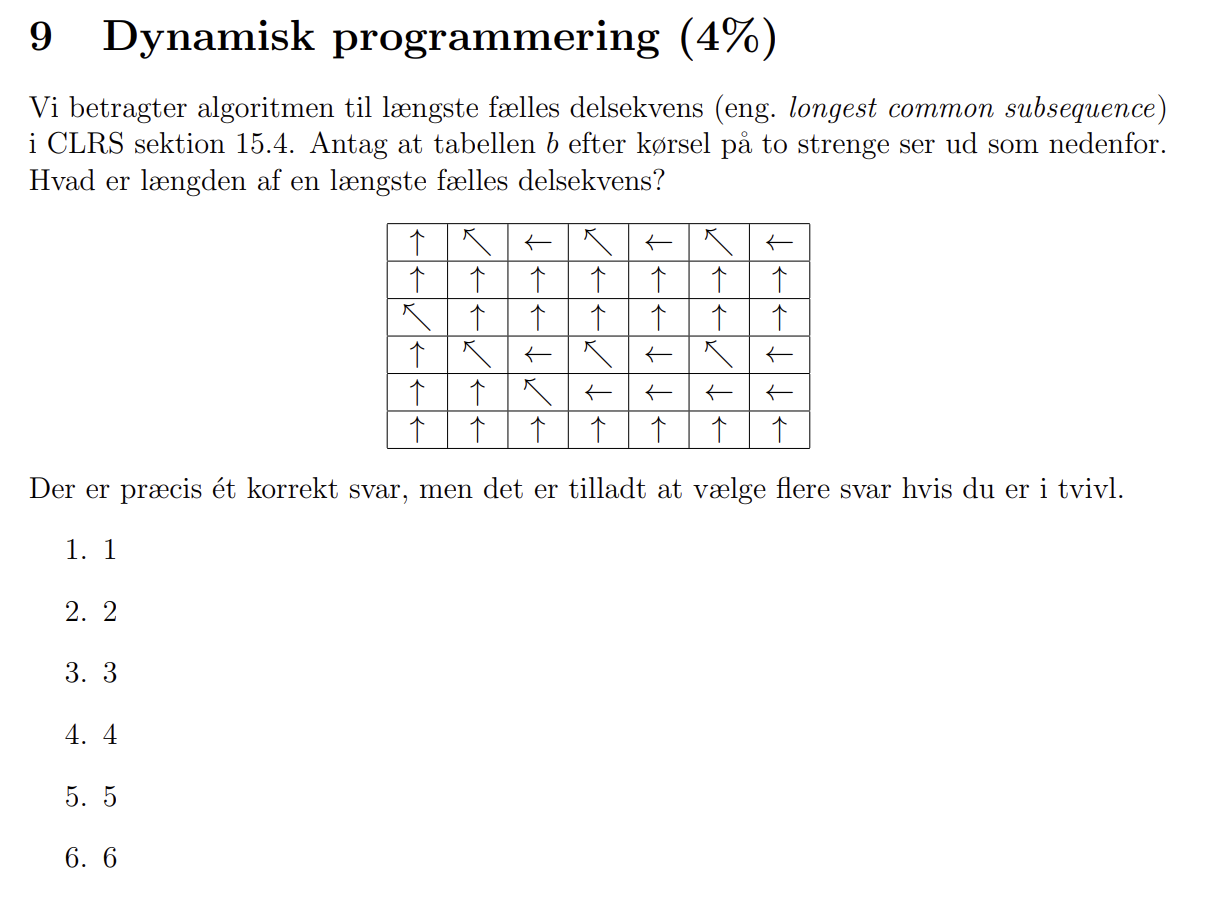 9 Dynamisk programmering (4%)
Vi betragter algoritmen til længste fælles delsekvens (eng. longest common subsequence)
i CLRS sektion 15.4. Antag at tabellen b efter kørsel på to strenge ser ud som nedenfor.
Hvad er længden af en længste fælles delsekvens?
↑ ↖ ← ↖ ← ↖ ←
↑ ↑ ↑ ↑ ↑ ↑ ↑
↖ ↑ ↑ ↑ ↑ ↑ ↑
↑ ↖ ← ↖ ← ↖ ←
↑ ↑ ↖ ← ← ← ←
↑ ↑ ↑ ↑ ↑ ↑ ↑
Der er præcis ét korrekt svar, men det er tilladt at vælge flere svar hvis du er i tvivl.
1. 1
2. 2
3. 3
4. 4
5. 5
6. 6